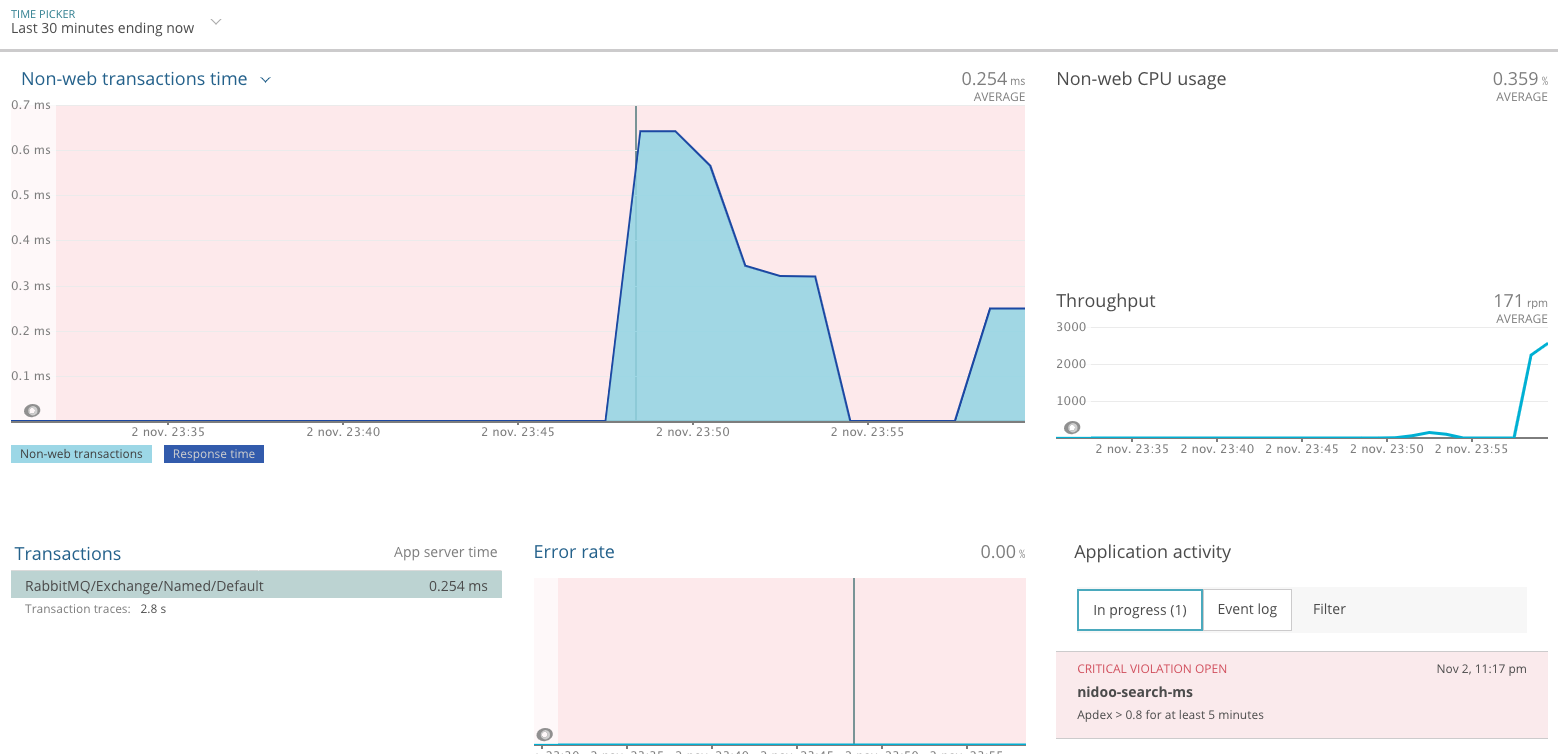 TIME PICKER
Last 30 minutes ending now
Non-web transactions time
0.254 ms
AVERAGE
0.7 ms
0.6 ms
0.5 ms
0.4 ms
0.3 ms
0.2 ms
0.1 ms
2 nov. 23:35 2 nov. 23:40 2 nov. 23:45 2 nov. 23:50 2 nov. 23:55
Non-web transactions Response time
Non-web CPU usage
0.359 %
AVERAGE
Throughput
171 rpm
AVERAGE
3000
2000
1000
2 nov. 23:35 2 nov. 23:40 2 nov. 23:45 2 nov. 23:50 2 nov. 23:55
Transactions App server time
RabbitMQ/Exchange/Named/Default 0.254 ms
Transaction traces: 2.8 s
Error rate
0.00 %
Application activity
In progress (1) Event log Filter
CRITICAL VIOLATION OPEN Nov 2, 11:17 pm
nidoo-search-ms
Apdex > 0.8 for at least 5 minutes